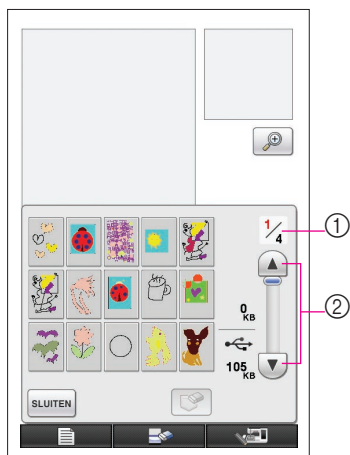 1/4
①
②
0 KB
105 KB
SLUITEN